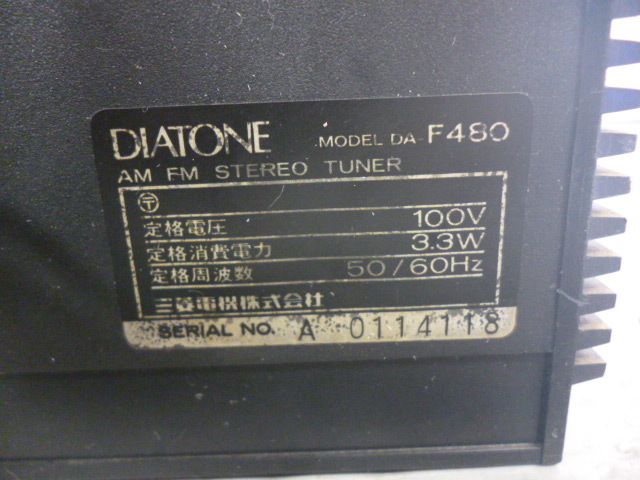 DIATONE MODEL DA-F480
AM FM STEREO TUNER
〒
定格電圧 100V
定格消費電力 3.3W
定格周波数 50/60Hz
三菱電機株式会社
SERIAL NO. A 0114118